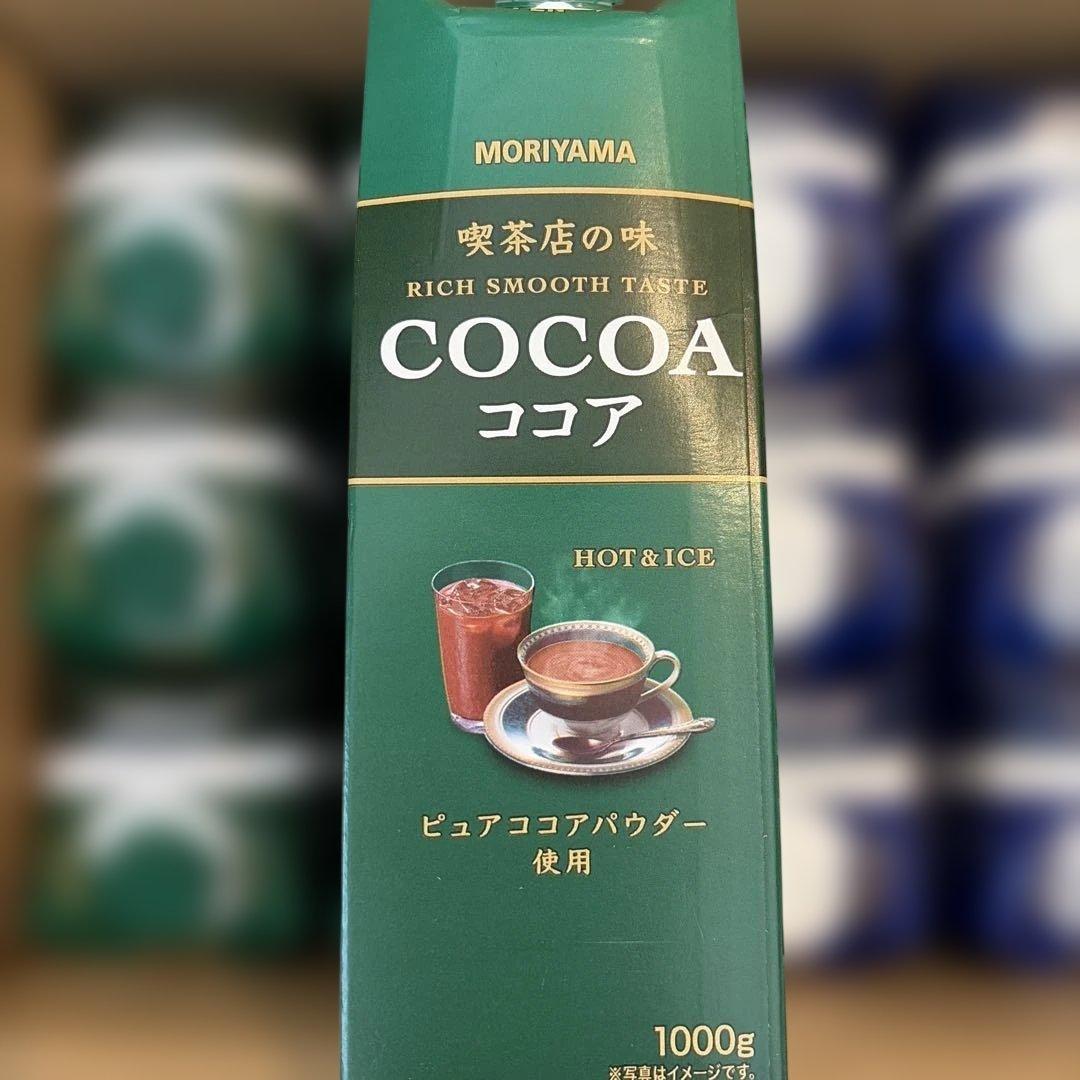 MORIYAMA
喫茶店の味
RICH SMOOTH TASTE
COCOA
ココア
HOT & ICE
ピュアココアパウダー
使用
1000g
※写真はイメージです。